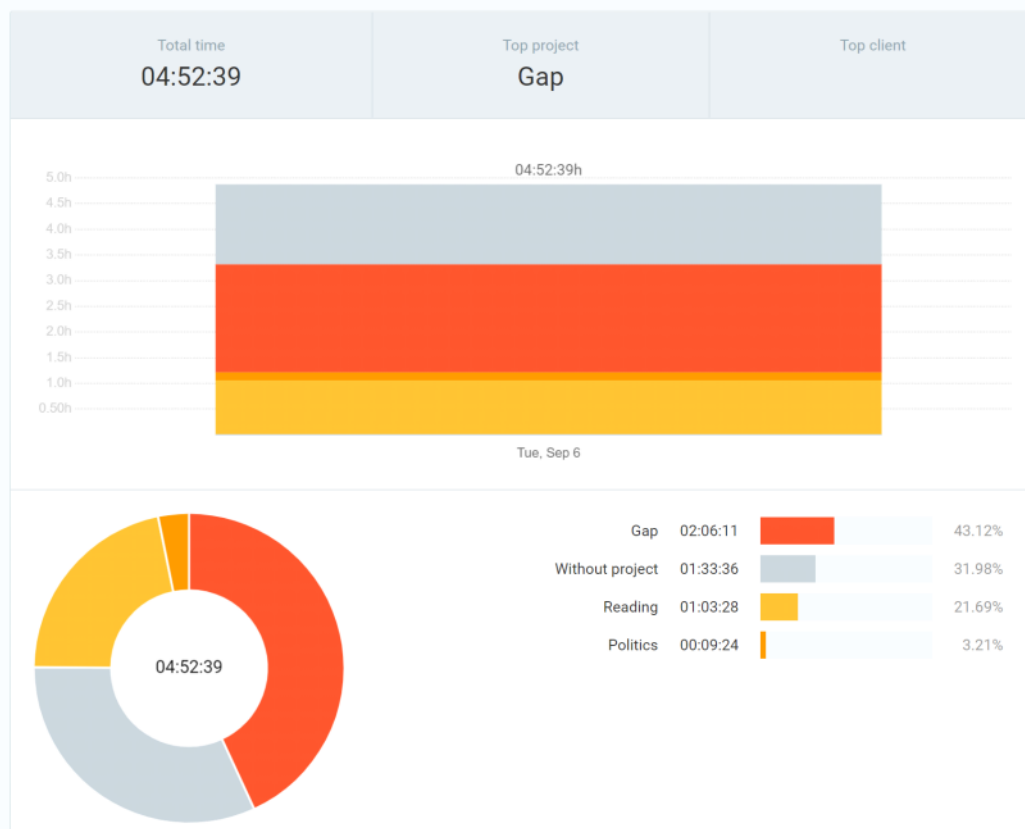 Total time
04:52:39
Top project
Gap
Top client
04:52:39h
5.0h
4.5h
4.0h
3.5h
3.0h
2.5h
2.0h
1.5h
1.0h
0.50h
Tue, Sep 6
04:52:39
Gap 02:06:11 43.12%
Without project 01:33:36 31.98%
Reading 01:03:28 21.69%
Politics 00:09:24 3.21%